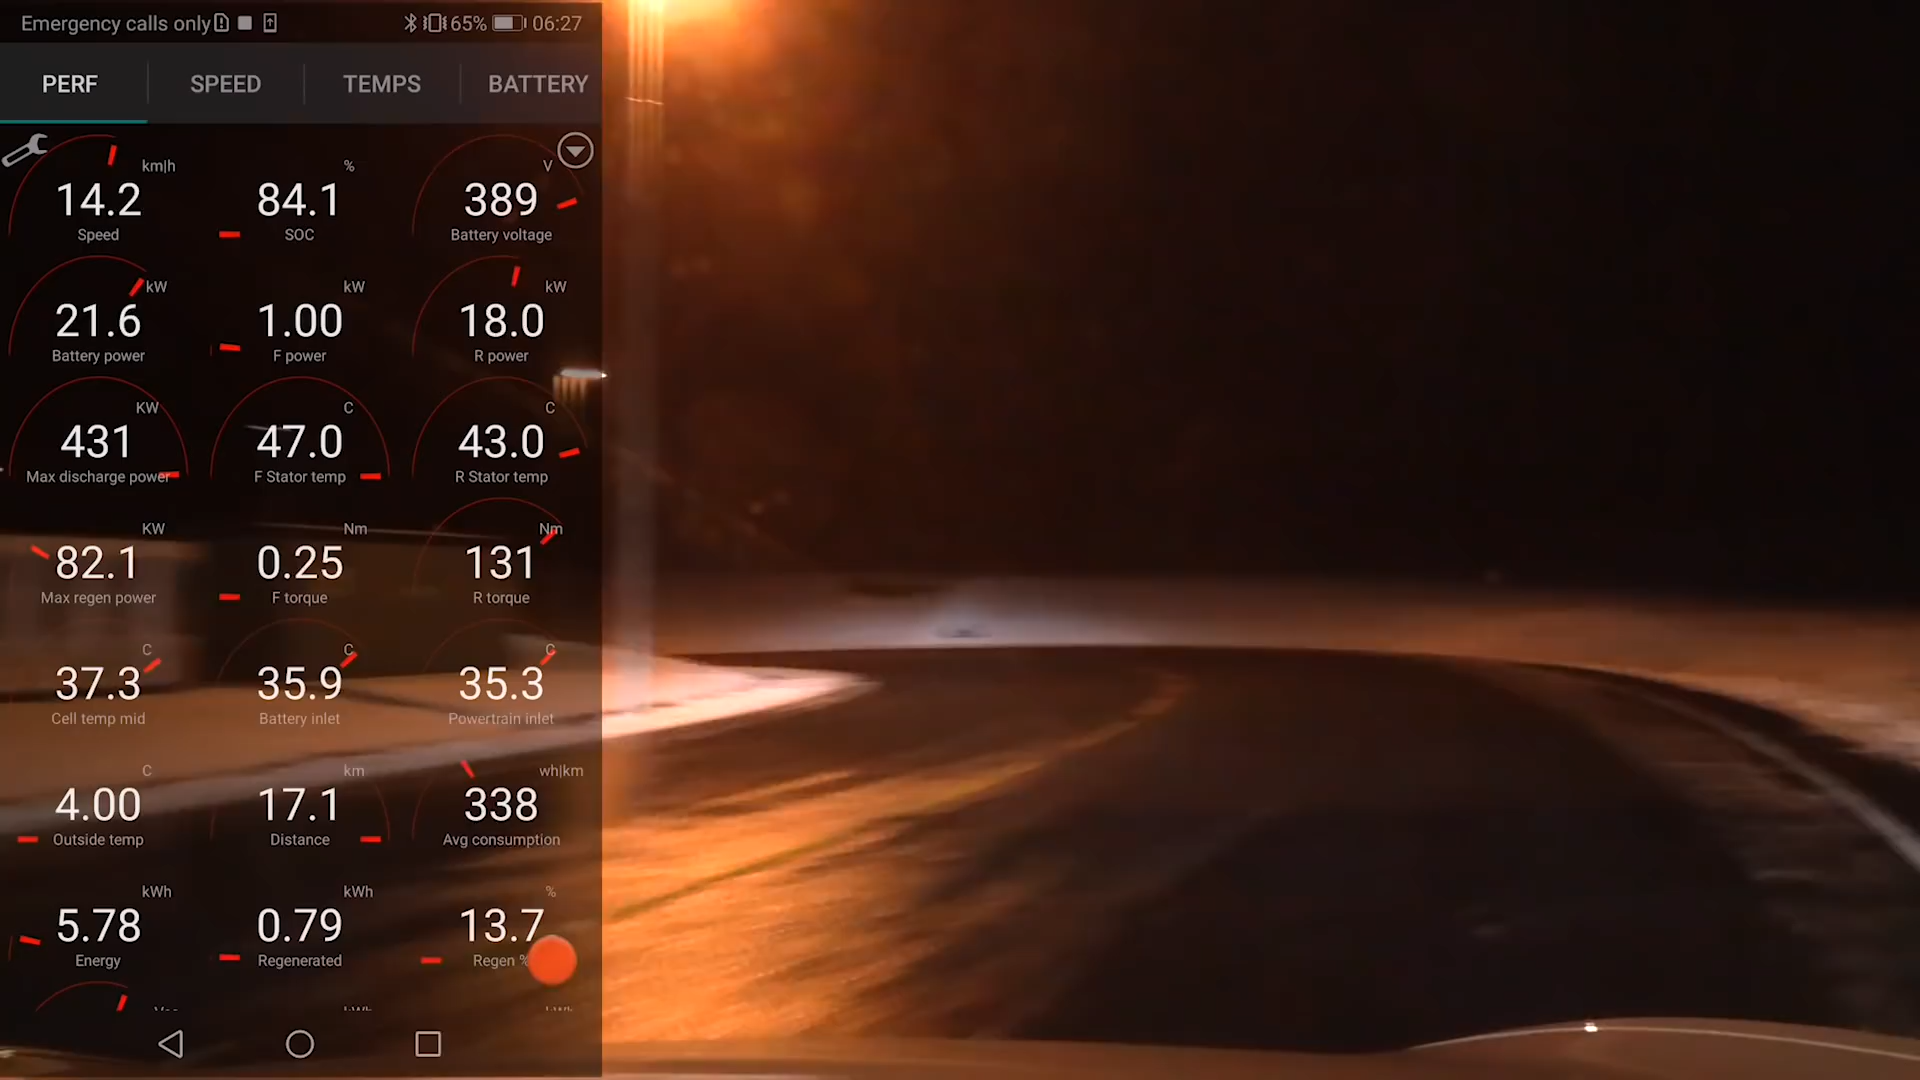 Emergency calls only 65% 06:27
PERF SPEED TEMPS BATTERY
km|h % V
14.2 84.1 389
Speed SOC Battery voltage
kW kW kW
21.6 1.00 18.0
Battery power F power R power
KW C C
431 47.0 43.0
Max discharge power F Stator temp R Stator temp
KW Nm Nm
82.1 0.25 131
Max regen power F torque R torque
C C C
37.3 35.9 35.3
Cell temp mid Battery inlet Powertrain inlet
C km wh|km
4.00 17.1 338
Outside temp Distance Avg consumption
kWh kWh %
5.78 0.79 13.7
Energy Regenerated Regen %